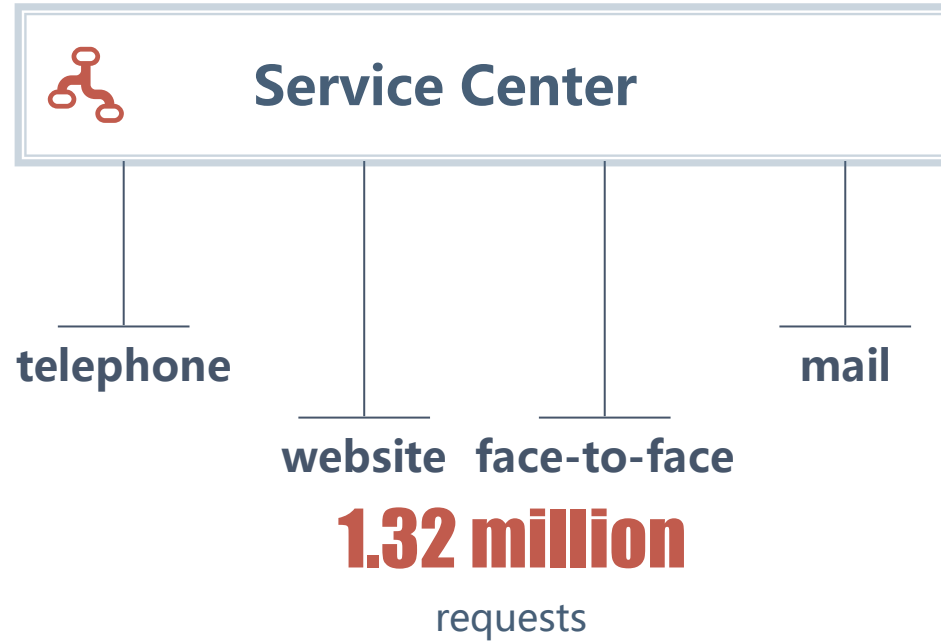 Service Center
telephone
mail
website
face-to-face
1.32 million
requests